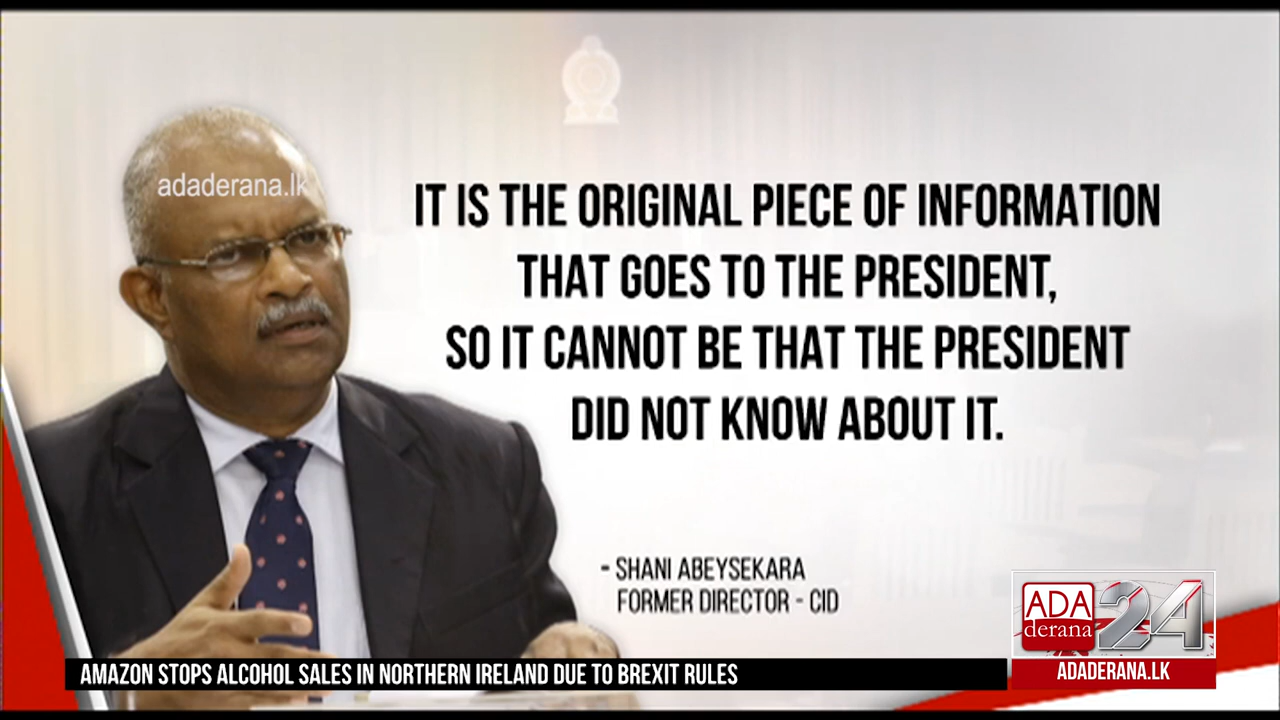 adaderana.lk
IT IS THE ORIGINAL PIECE OF INFORMATION
THAT GOES TO THE PRESIDENT,
SO IT CANNOT BE THAT THE PRESIDENT
DID NOT KNOW ABOUT IT.
- SHANI ABEYSEKARA
FORMER DIRECTOR - CID
ADA
derana
24
ADADERANA.LK
AMAZON STOPS ALCOHOL SALES IN NORTHERN IRELAND DUE TO BREXIT RULES